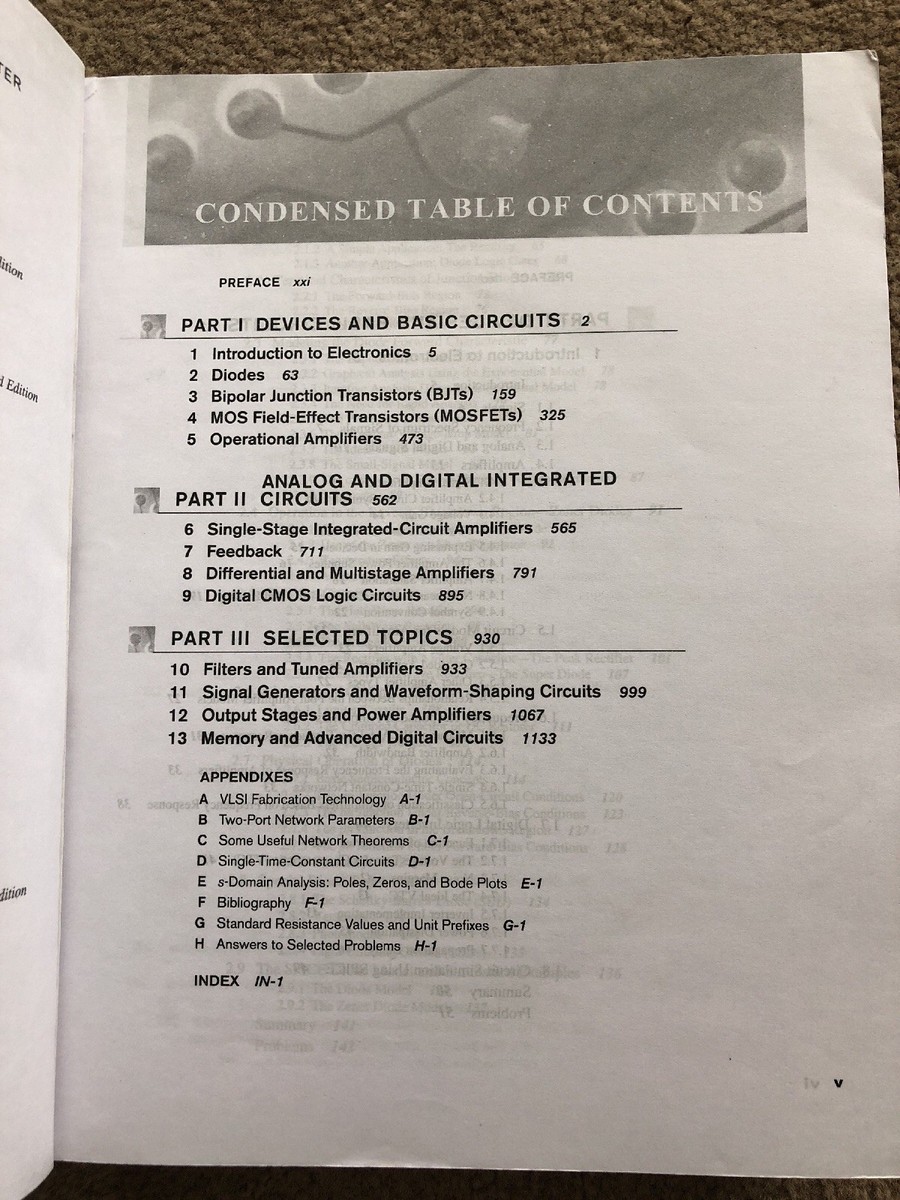 TER
dition
d Edition
dition
CONDENSED TABLE OF CONTENTS
PREFACE xxi
PART I DEVICES AND BASIC CIRCUITS 2
1 Introduction to Electronics 5
2 Diodes 63
3 Bipolar Junction Transistors (BJTs) 159
4 MOS Field-Effect Transistors (MOSFETs) 325
5 Operational Amplifiers 473
ANALOG AND DIGITAL INTEGRATED
PART II CIRCUITS 562
6 Single-Stage Integrated-Circuit Amplifiers 565
7 Feedback 711
8 Differential and Multistage Amplifiers 791
9 Digital CMOS Logic Circuits 895
PART III SELECTED TOPICS 930
10 Filters and Tuned Amplifiers 933
11 Signal Generators and Waveform-Shaping Circuits 999
12 Output Stages and Power Amplifiers 1067
13 Memory and Advanced Digital Circuits 1133
APPENDIXES
A VLSI Fabrication Technology A-1
B Two-Port Network Parameters B-1
C Some Useful Network Theorems C-1
D Single-Time-Constant Circuits D-1
E s-Domain Analysis: Poles, Zeros, and Bode Plots E-1
F Bibliography F-1
G Standard Resistance Values and Unit Prefixes G-1
H Answers to Selected Problems H-1
INDEX IN-1
v